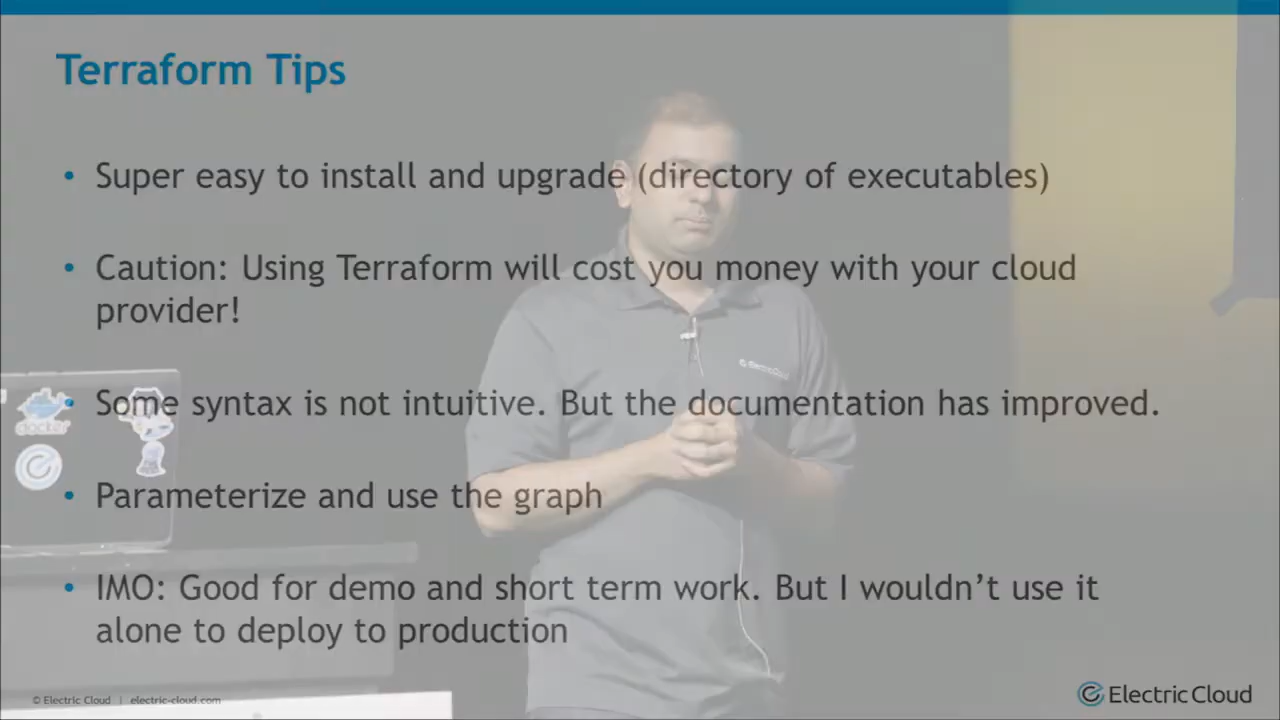 Terraform Tips
• Super easy to install and upgrade (directory of executables)
• Caution: Using Terraform will cost you money with your cloud
provider!
• Some syntax is not intuitive. But the documentation has improved.
• Parameterize and use the graph
• IMO: Good for demo and short term work. But I wouldn’t use it
alone to deploy to production
ElectricCloud
docker
© Electric Cloud | electric-cloud.com
Electric Cloud